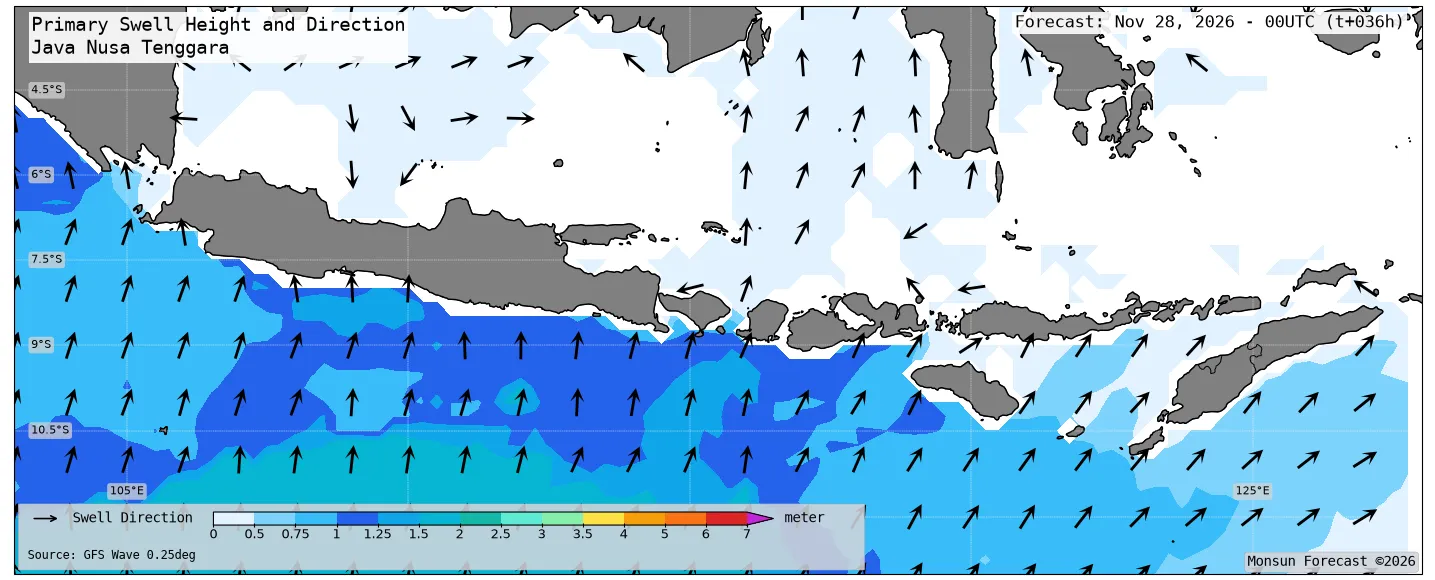 Primary Swell Height and Direction
Java Nusa Tenggara
Forecast: Nov 28, 2026 - 00UTC (t+036h)
4.5°S
6°S
7.5°S
9°S
10.5°S
105°E
125°E
Swell Direction
0 0.5 0.75 1 1.25 1.5 2 2.5 3 3.5 4 5 6 7
meter
Source: GFS Wave 0.25deg
Monsun Forecast ©2026